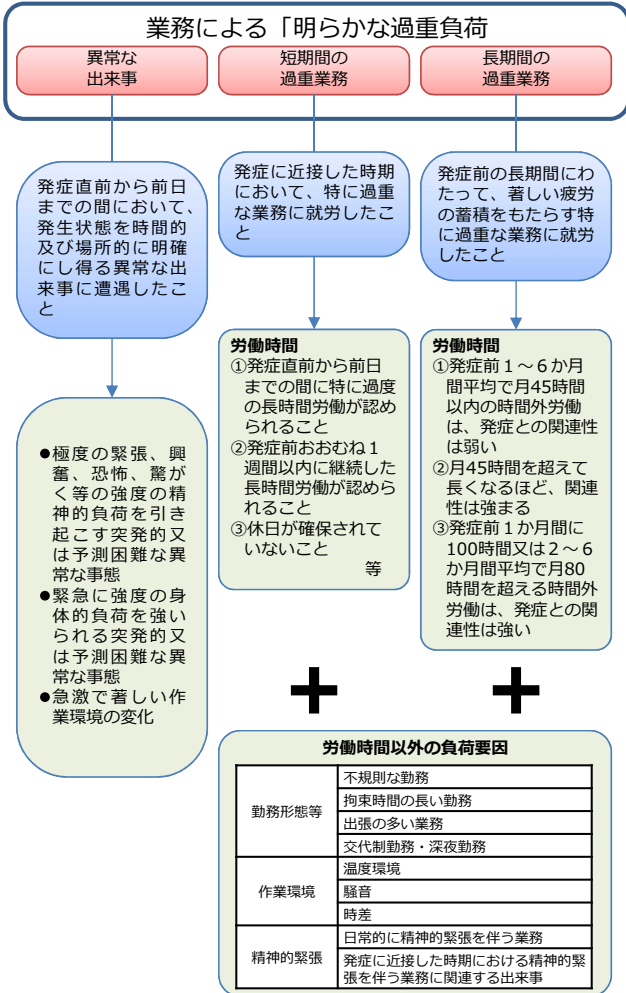 業務による「明らかな過重負荷
異常な
出来事
短期間の
過重業務
長期間の
過重業務
発症直前から前日
までの間において、
発生状態を時間的
及び場所的に明確
にし得る異常な出
来事に遭遇したこ
と
発症に近接した時期
において、特に過重
な業務に就労したこ
と
発症前の長期間にわ
たって、著しい疲労
の蓄積をもたらす特
に過重な業務に就労
したこと
●極度の緊張、興
奮、恐怖、驚が
く等の強度の精
神的負荷を引き
起こす突発的又
は予測困難な異
常な事態
●緊急に強度の身
体的負荷を強い
られる突発的又
は予測困難な異
常な事態
●急激で著しい作
業環境の変化
労働時間
①発症直前から前日
までの間に特に過度
の長時間労働が認め
られること
②発症前おおむね1
週間以内に継続した
長時間労働が認めら
れること
③休日が確保されて
いないこと
等
労働時間
①発症前1～6か月
間平均で月45時間
以内の時間外労働
は、発症との関連性
は弱い
②月45時間を超えて
長くなるほど、関連
性は強まる
③発症前1か月間に
100時間又は2～6
か月間平均で月80
時間を超える時間外
労働は、発症との関
連性は強い
労働時間以外の負荷要因
勤務形態等
不規則な勤務
拘束時間の長い勤務
出張の多い業務
交代制勤務・深夜勤務
作業環境
温度環境
騒音
時差
精神的緊張
日常的に精神的緊張を伴う業務
発症に近接した時期における精神的緊
張を伴う業務に関連する出来事